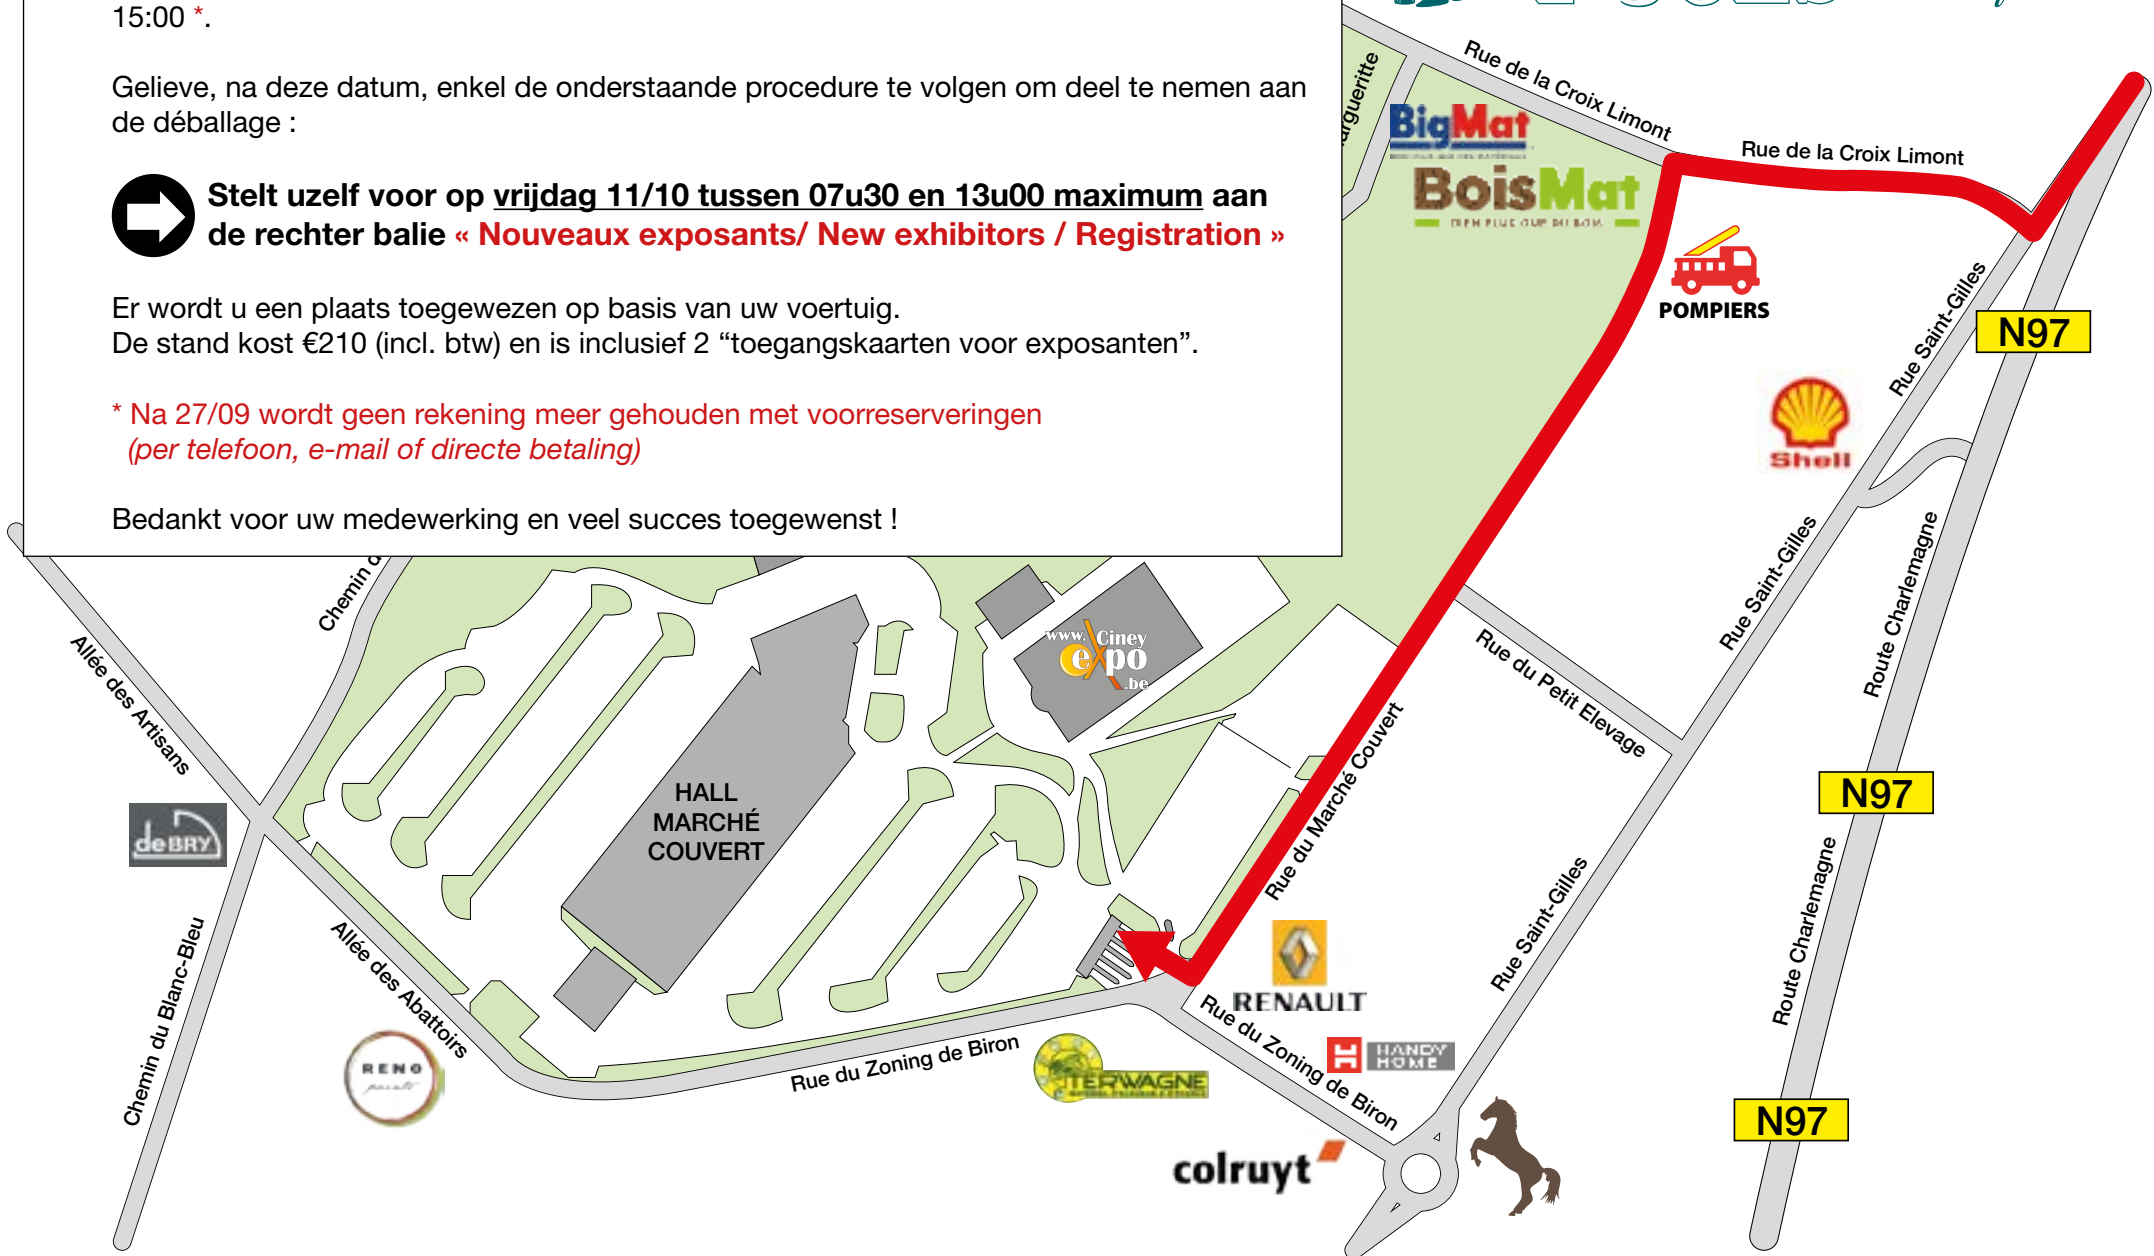 15:00 *.
Gelieve, na deze datum, enkel de onderstaande procedure te volgen om deel te nemen aan
de déballage :
Stelt uzelf voor op vrijdag 11/10 tussen 07u30 en 13u00 maximum aan
de rechter balie « Nouveaux exposants/ New exhibitors / Registration »
Er wordt u een plaats toegewezen op basis van uw voertuig.
De stand kost €210 (incl. btw) en is inclusief 2 “toegangskaarten voor exposanten”.
* Na 27/09 wordt geen rekening meer gehouden met voorreserveringen
(per telefoon, e-mail of directe betaling)
Bedankt voor uw medewerking en veel succes toegewenst !
Rue de la Croix Limont
BigMat
BoisMat
Rue de la Croix Limont
POMPIERS
Rue Saint-Gilles
N97
Shell
Rue Saint-Gilles
Route Charlemagne
Allée des Artisans
www. Ciney
expo
.be
Rue du Petit Elevage
Rue du Marché Couvert
HALL
MARCHÉ
COUVERT
N97
deBRY
Chemin du Blanc-Bleu
Allée des Abattoirs
Rue Saint-Gilles
Route Charlemagne
RENAULT
RENO
Rue du Zoning de Biron
TERWAGNE
Rue du Zoning de Biron
HANDY
HOME
N97
colruyt